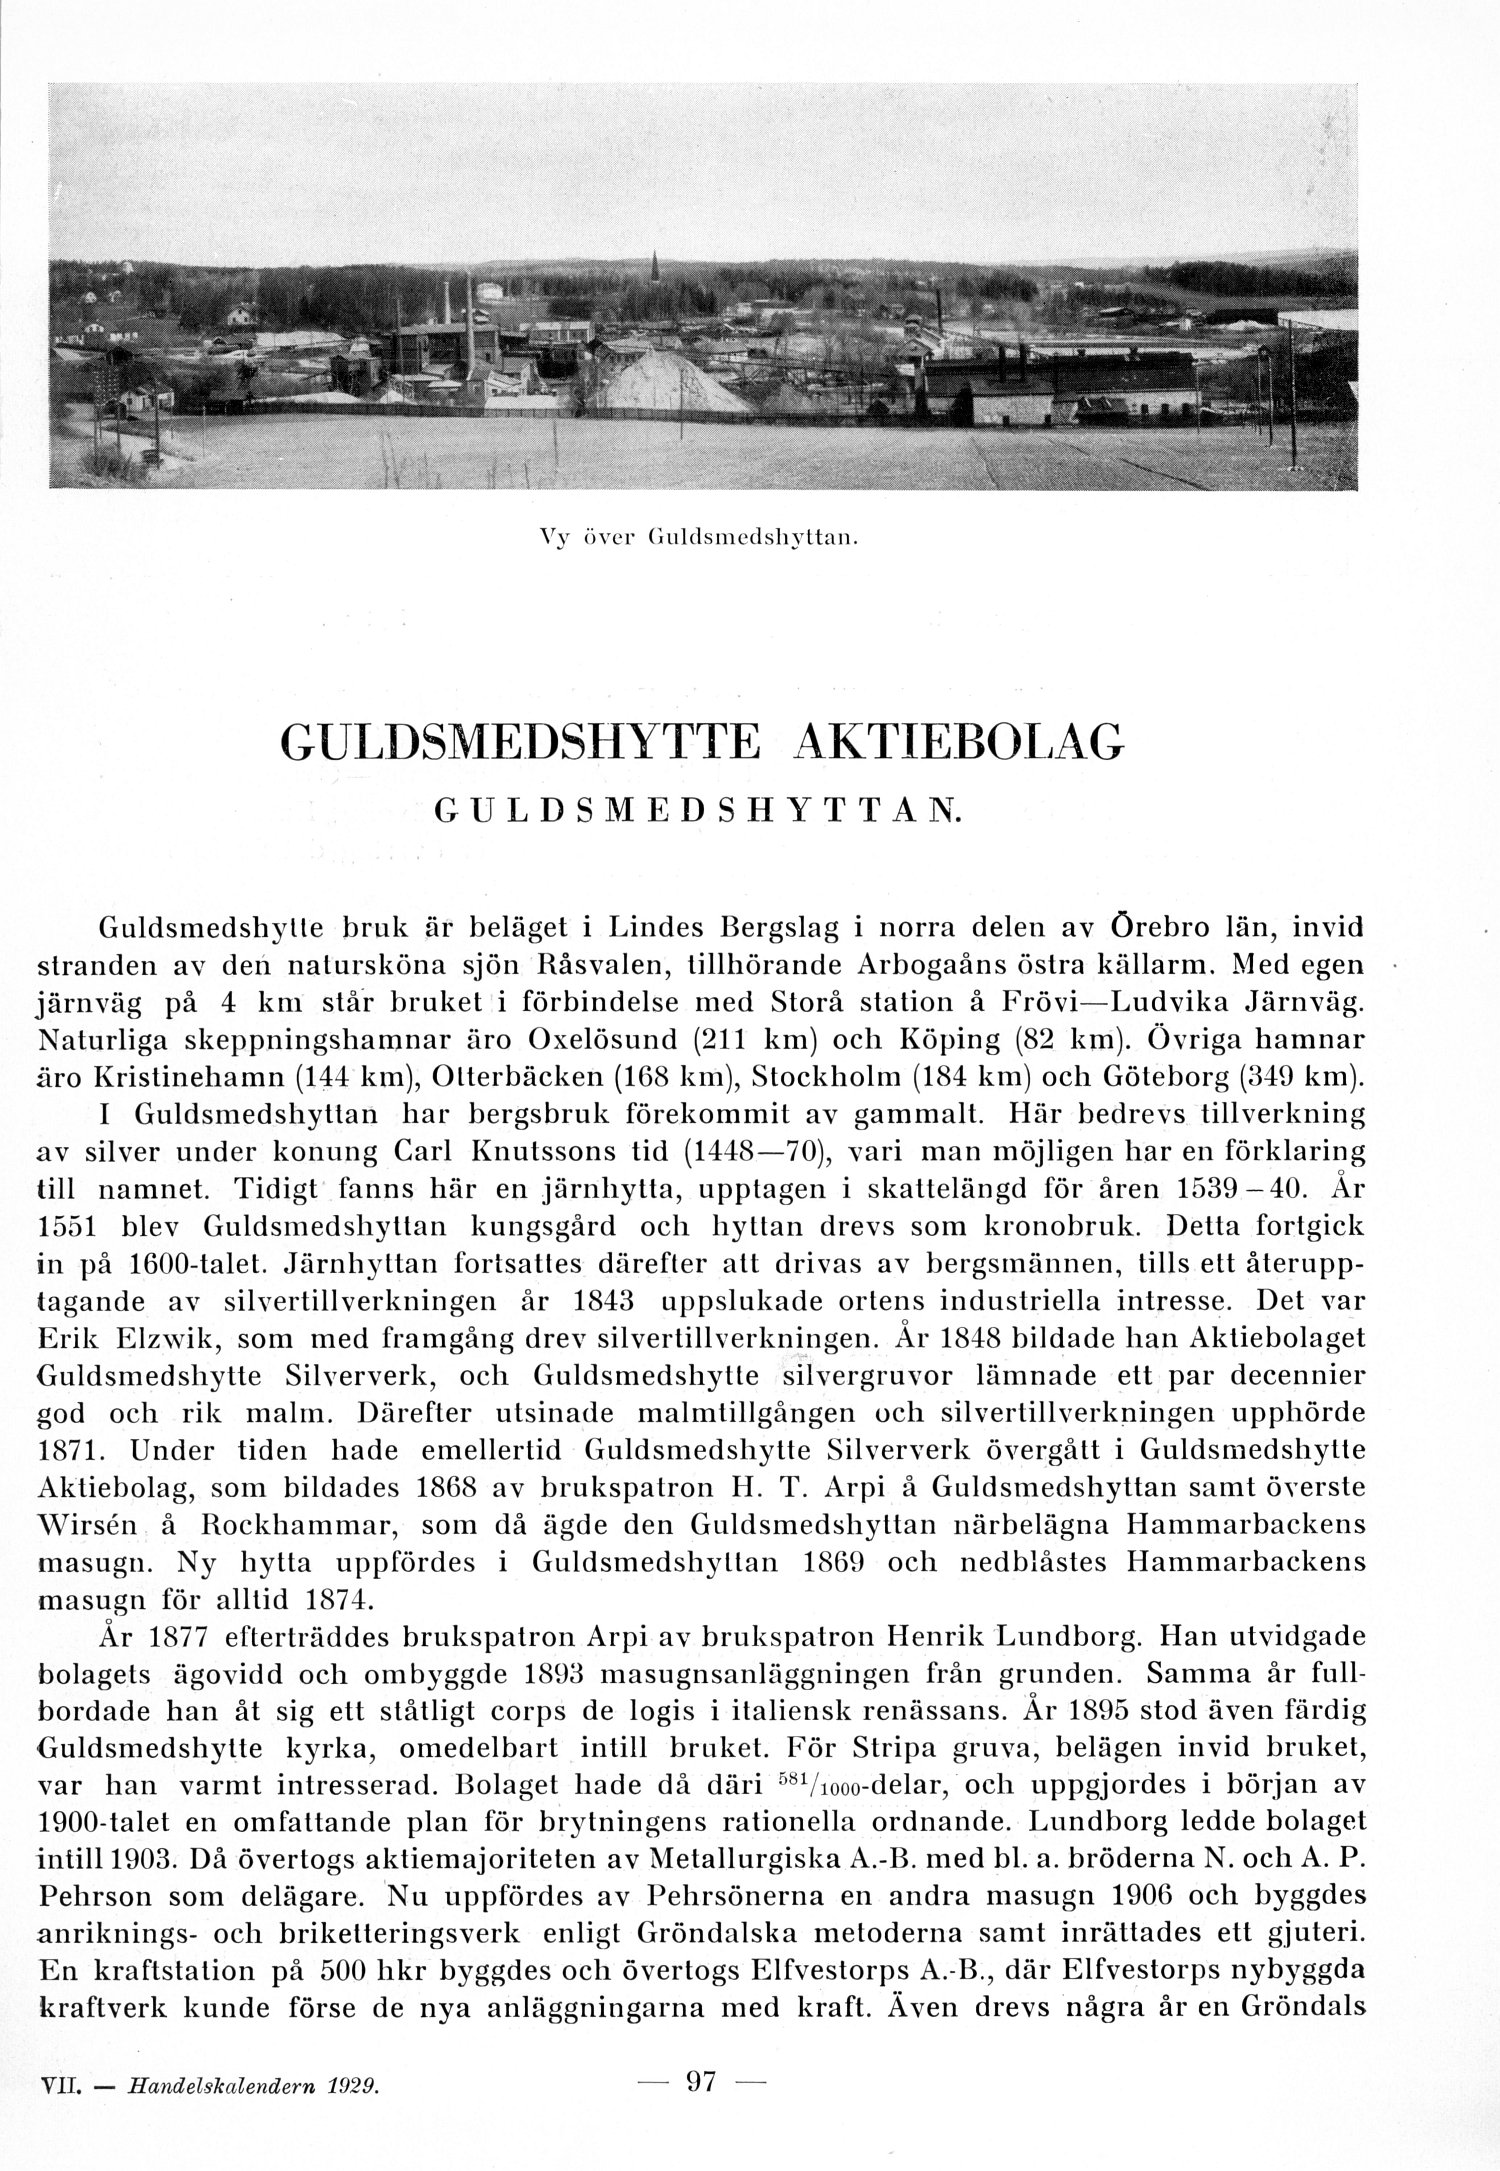 Vy över Guldsmedshyttan.
GULDSMEDSHYTTE AKTIEBOLAG
GULDSMEDSHYTTAN.
Guldsmedshytte bruk är beläget i Lindes Bergslag i norra delen av Örebro län, invid
stranden av den natursköna sjön Råsvalen, tillhörande Arbogaåns östra källarm. Med egen
järnväg på 4 km står bruket i förbindelse med Storå station å Frövi—Ludvika Järnväg.
Naturliga skeppningshamnar äro Oxelösund (211 km) och Köping (82 km). Övriga hamnar
äro Kristinehamn (144 km), Otterbäcken (168 km), Stockholm (184 km) och Göteborg (349 km).
I Guldsmedshyttan har bergsbruk förekommit av gammalt. Här bedrevs tillverkning
av silver under konung Carl Knutssons tid (1448—70), vari man möjligen har en förklaring
till namnet. Tidigt fanns här en järnhytta, upptagen i skattelängd för åren 1539–40. År
1551 blev Guldsmedshyttan kungsgård och hyttan drevs som kronobruk. Detta fortgick
in på 1600-talet. Järnhyttan fortsattes därefter att drivas av bergsmännen, tills ett återupp-
tagande av silvertillverkningen år 1843 uppslukade ortens industriella intresse. Det var
Erik Elzwik, som med framgång drev silvertillverkningen. År 1848 bildade han Aktiebolaget
Guldsmedshytte Silververk, och Guldsmedshytte silvergruvor lämnade ett par decennier
god och rik malm. Därefter utsinade malmtillgången och silvertillverkningen upphörde
1871. Under tiden hade emellertid Guldsmedshytte Silververk övergått i Guldsmedshytte
Aktiebolag, som bildades 1868 av brukspatron H. T. Arpi å Guldsmedshyttan samt överste
Wirsén å Rockhammar, som då ägde den Guldsmedshyttan närbelägna Hammarbackens
masugn. Ny hytta uppfördes i Guldsmedshyttan 1869 och nedblåstes Hammarbackens
masugn för alltid 1874.
År 1877 efterträddes brukspatron Arpi av brukspatron Henrik Lundborg. Han utvidgade
bolagets ägovidd och ombyggde 1893 masugnsanläggningen från grunden. Samma år full-
bordade han åt sig ett ståtligt corps de logis i italiensk renässans. År 1895 stod även färdig
Guldsmedshytte kyrka, omedelbart intill bruket. För Stripa gruva, belägen invid bruket,
var han varmt intresserad. Bolaget hade då däri ⁵⁸¹/₁₀₀₀-delar, och uppgjordes i början av
1900-talet en omfattande plan för brytningens rationella ordnande. Lundborg ledde bolaget
intill 1903. Då övertogs aktiemajoriteten av Metallurgiska A.-B. med bl. a. bröderna N. och A. P.
Pehrson som delägare. Nu uppfördes av Pehrsönerna en andra masugn 1906 och byggdes
anriknings- och briketteringsverk enligt Gröndalska metoderna samt inrättades ett gjuteri.
En kraftstation på 500 hkr byggdes och övertogs Elfvestorps A.-B., där Elfvestorps nybyggda
kraftverk kunde förse de nya anläggningarna med kraft. Även drevs några år en Gröndals
VII. — Handelskalendern 1929.
— 97 —